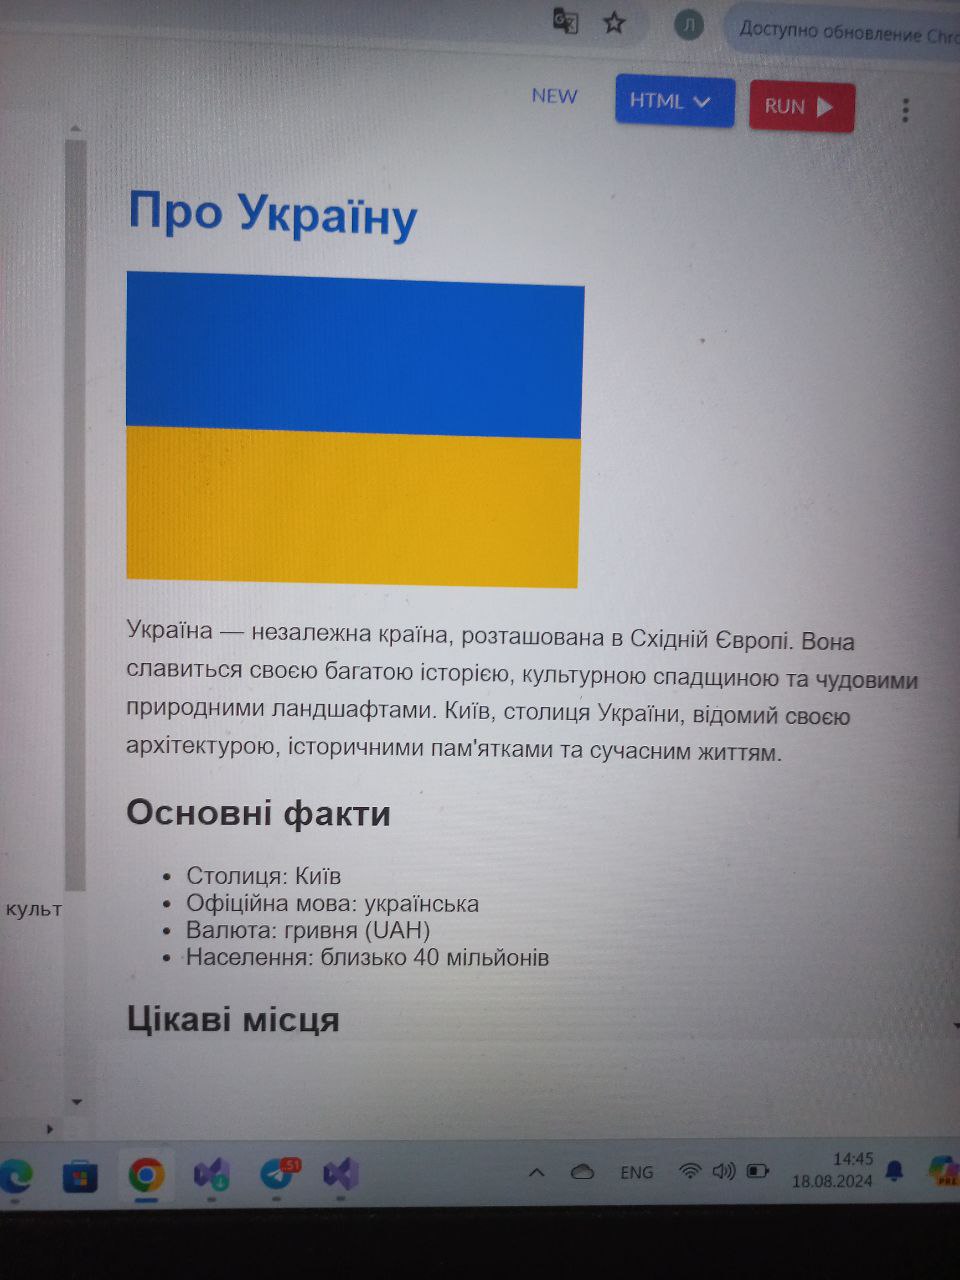 Доступно обновление Chro
Л
NEW
HTML
RUN
Про Україну
Україна — незалежна країна, розташована в Східній Європі. Вона
славиться своєю багатою історією, культурною спадщиною та чудовими
природними ландшафтами. Київ, столиця України, відомий своєю
архітектурою, історичними пам'ятками та сучасним життям.
Основні факти
Столиця: Київ
культ
Офіційна мова: українська
Валюта: гривня (UAH)
Населення: близько 40 мільйонів
Цікаві місця
51
ENG
14:45
18.08.2024
PRE